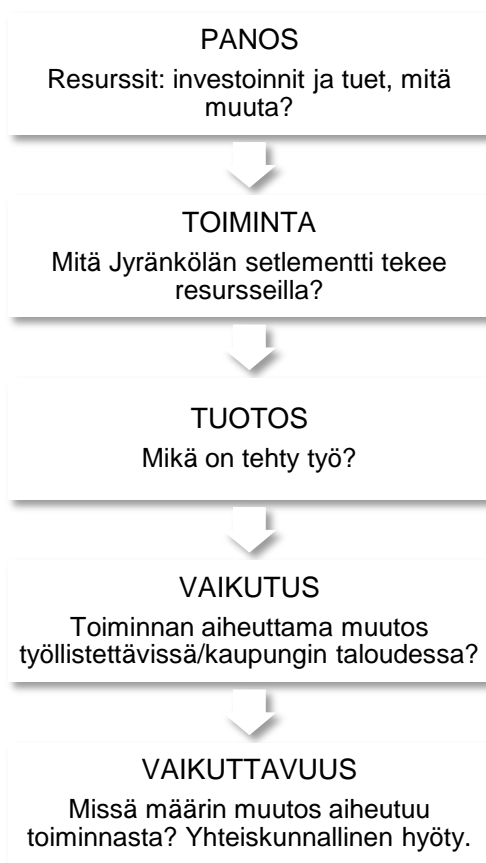 PANOS
Resurssit: investoinnit ja tuet, mitä
muuta?
TOIMINTA
Mitä Jyränkölän setlementti tekee
resursseilla?
TUOTOS
Mikä on tehty työ?
VAIKUTUS
Toiminnan aiheuttama muutos
työllistettävissä/kaupungin taloudessa?
VAIKUTTAVUUS
Missä määrin muutos aiheutuu
toiminnasta? Yhteiskunnallinen hyöty.